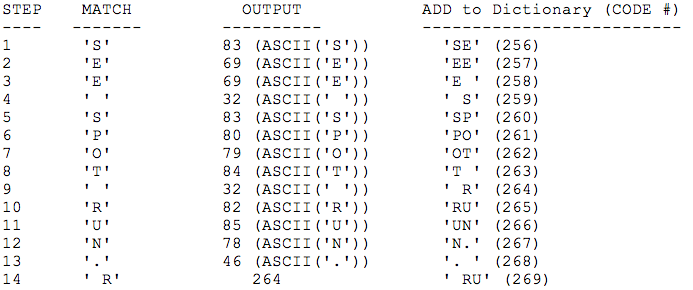 STEP MATCH OUTPUT ADD to Dictionary (CODE #)
---- ------- ----------- ----------------------------
1 'S' 83 (ASCII('S')) 'SE' (256)
2 'E' 69 (ASCII('E')) 'EE' (257)
3 'E' 69 (ASCII('E')) 'E ' (258)
4 ' ' 32 (ASCII(' ')) ' S' (259)
5 'S' 83 (ASCII('S')) 'SP' (260)
6 'P' 80 (ASCII('P')) 'PO' (261)
7 'O' 79 (ASCII('O')) 'OT' (262)
8 'T' 84 (ASCII('T')) 'T ' (263)
9 ' ' 32 (ASCII(' ')) ' R' (264)
10 'R' 82 (ASCII('R')) 'RU' (265)
11 'U' 85 (ASCII('U')) 'UN' (266)
12 'N' 78 (ASCII('N')) 'N.' (267)
13 '.' 46 (ASCII('.')) '. ' (268)
14 ' R' 264 ' RU' (269)